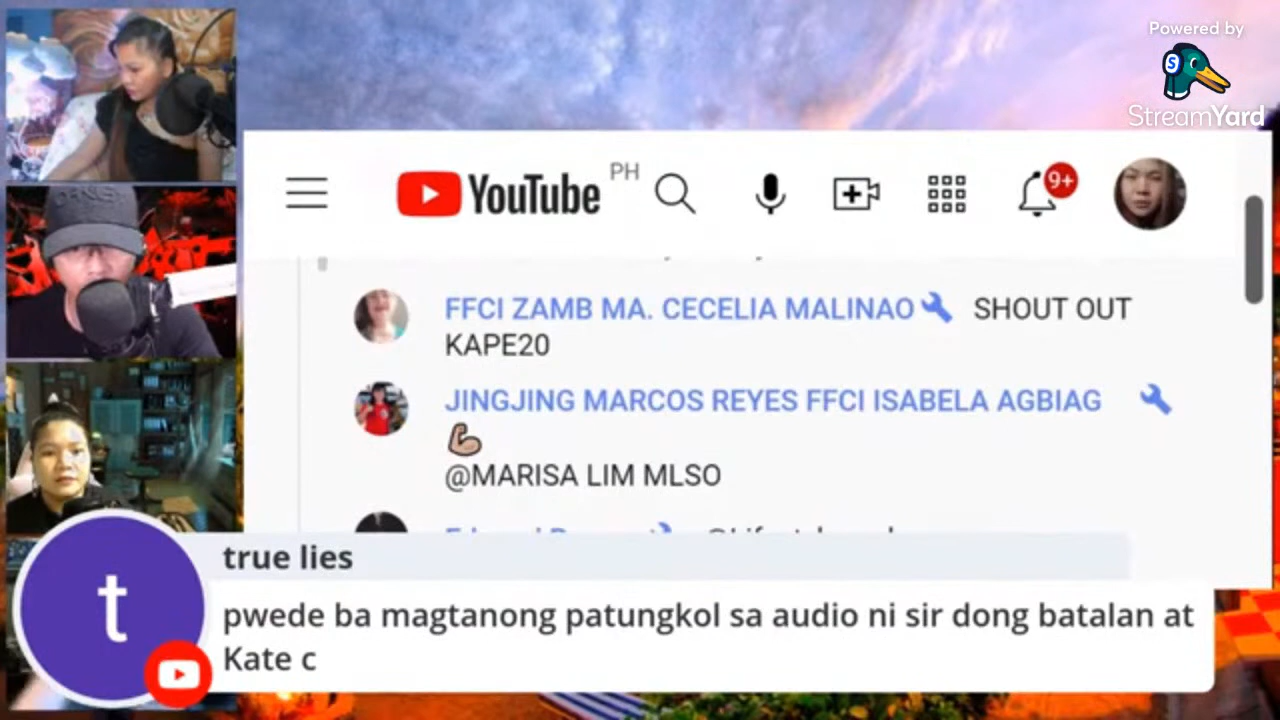 Powered by
StreamYard
YouTube PH
9+
FFCI ZAMB MA. CECELIA MALINAO SHOUT OUT
KAPE20
JINGJING MARCOS REYES FFCI ISABELA AGBIAG
@MARISA LIM MLSO
t
true lies
pwede ba magtanong patungkol sa audio ni sir dong batalan at
Kate c